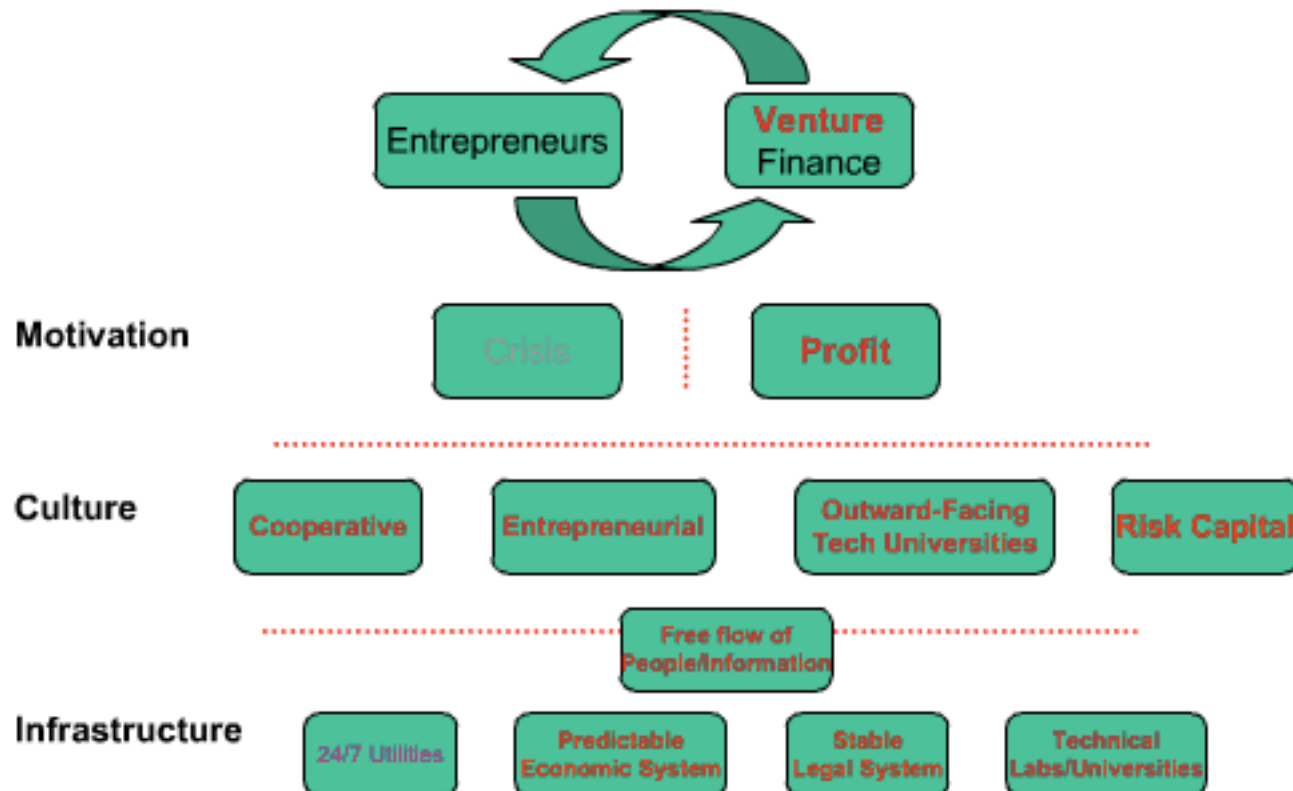 Entrepreneurs
Venture
Finance
Motivation
Crisis
Profit
Culture
Cooperative
Entrepreneurial
Outward-Facing
Tech Universities
Risk Capital
Free flow of
People/Information
Infrastructure
24/7 Utilities
Predictable
Economic System
Stable
Legal System
Technical
Labs/Universities